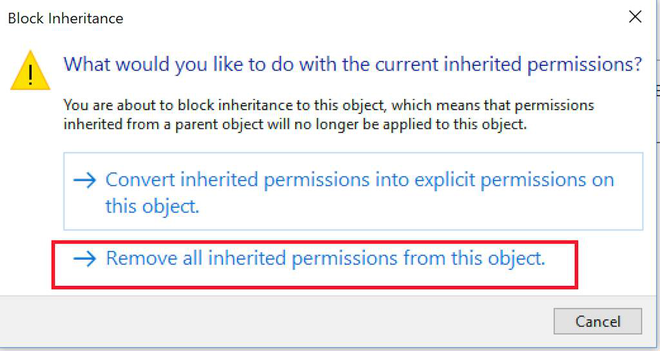 Block Inheritance
What would you like to do with the current inherited permissions?
You are about to block inheritance to this object, which means that permissions
inherited from a parent object will no longer be applied to this object.
Convert inherited permissions into explicit permissions on
this object.
Remove all inherited permissions from this object.
Cancel